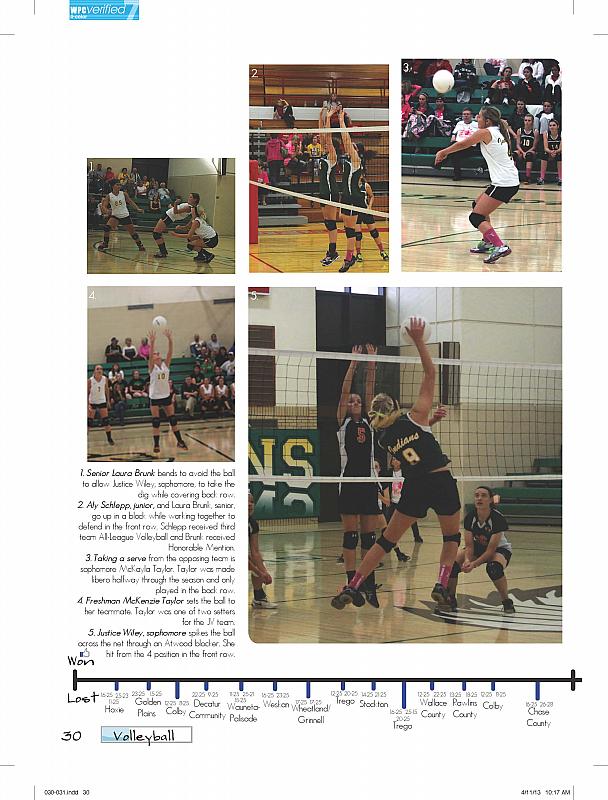 WPC verified
4-color
7
1.
2.
3.
4.
5.
1. Senior Laura Brunk bends to avoid the ball
to allow Justice Wiley, sophomore, to take the
dig while covering back row.
2. Aly Schlepp, junior, and Laura Brunk, senior,
go up in a block while working together to
defend in the front row. Schlepp received third
team All-League Volleyball and Brunk received
Honorable Mention.
3. Taking a serve from the opposing team is
sophomore McKayla Taylor. Taylor was made
libero halfway through the season and only
played in the back row.
4. Freshman McKenzie Taylor sets the ball to
her teammate. Taylor was one of two setters
for the JV team.
5. Justice Wiley, sophomore spikes the ball
across the net through an Atwood blocker. She
hit from the 4 position in the front row.
Won
Lost
16-25 25-23
11-25
Hoxie
23-25 15-25
Golden
Plains
12-25 11-25
Colby
22-25 9-25
Decatur
Community
11-25 25-21
Wauneta-
Palisade
16-25 23-25
Weskan
17-25 17-25
Wheatland/
Grinnell
12-25 20-25
Trego
14-25 21-25
Stockton
16-25 25-15
20-25
Trego
12-25 22-25
Wallace
County
13-25 18-25
Rawlins
County
12-25 11-25
Colby
16-25 26-28
Chase
County
30 Volleyball
030-031.indd 30
4/11/13 10:17 AM